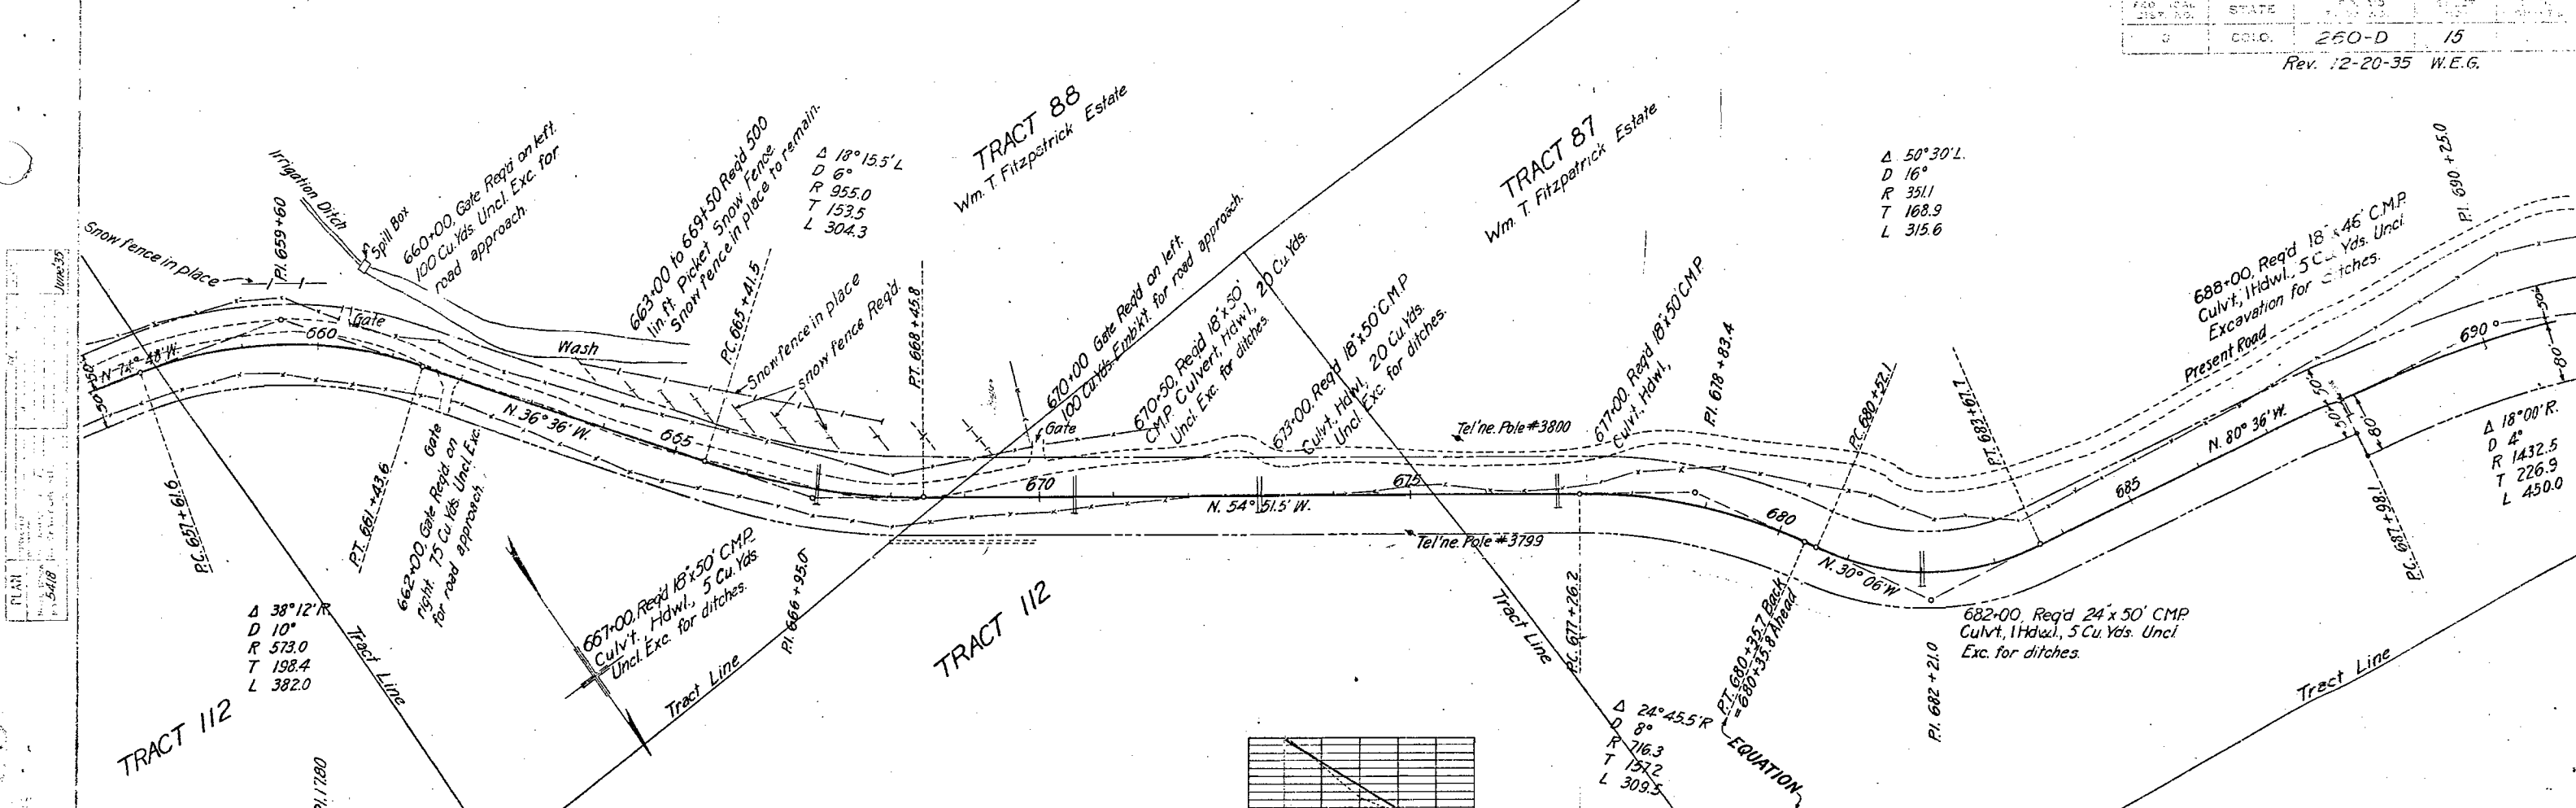 STATE
COLO.
260-D
15
Rev. 12-20-35 W.E.G.
Snow fence in place
P.I. 659+60
Irrigation Ditch
Spill Box
660+00, Gate Req'd on left.
100 Cu. Yds. Uncl. Exc. for
road approach.
663+00 to 669+50 Req'd 500
lin. ft. Picket Snow Fence.
Snow fence in place to remain.
Δ 18° 15.5' L
D 6°
R 955.0
T 153.5
L 304.3
TRACT 88
Wm. T. Fitzpatrick Estate
TRACT 87
Wm. T. Fitzpatrick Estate
Δ 50° 30' L.
D 16°
R 351.1
T 168.9
L 315.6
P.I. 690+25.0
688+00, Req'd 18"x46' C.M.P.
Culv't, 1 Hdwl., 5 Cu. Yds. Uncl.
Excavation for ditches.
Present Road
June '35
PLAN
5418
50' 50'
N 74° 48' W.
660
Gate
Wash
P.C. 665+41.5
Snow fence in place
Snow fence Req'd.
P.T. 668+45.8
670+00 Gate Req'd on left.
100 Cu. Yds. Embk't. for road approach.
Gate
670+50, Req'd 18"x50'
C.M.P. Culvert, Hdwl., 20 Cu. Yds.
Uncl. Exc. for ditches.
673+00, Req'd 18"x50' C.M.P.
Culv't. Hdwl., 20 Cu. Yds.
Uncl. Exc. for ditches.
Tel'ne. Pole #3800
677+00. Req'd 18"x50' C.M.P.
Culv't. Hdwl,
P.I. 678+83.4
P.C. 680+52.1
P.T. 683+67.7
N. 36° 36' W.
665
670
N. 54° 51.5' W.
675
680
N. 30° 06' W
685
N. 80° 36' W.
690
50'
80'
50' 50'
80'
Δ 18° 00' R.
D 4°
R 1432.5
T 226.9
L 450.0
P.C. 657+61.6
P.T. 661+43.6
Gate
662+00, Gate Req'd. on
right. 75 Cu. Yds. Uncl. Exc.
for road approach.
667+00, Req'd 18"x50' C.M.P.
Culv't. Hdwl., 5 Cu. Yds.
Uncl. Exc. for ditches.
P.I. 666+95.0
Tel'ne. Pole #3799
P.C. 677+26.2
P.T. 680+35.7 Back
=680+35.8 Ahead
EQUATION
682+00, Req'd 24"x50' CMP.
Culv't, 1 Hdwl., 5 Cu. Yds. Uncl
Exc. for ditches.
P.I. 682+21.0
P.C. 687+98.1
Δ 38° 12' R
D 10°
R 573.0
T 198.4
L 382.0
Tract Line
TRACT 112
Tract Line
TRACT 112
Tract Line
Δ 24° 45.5' R
D 8°
R 716.3
T 157.2
L 309.5
Tract Line